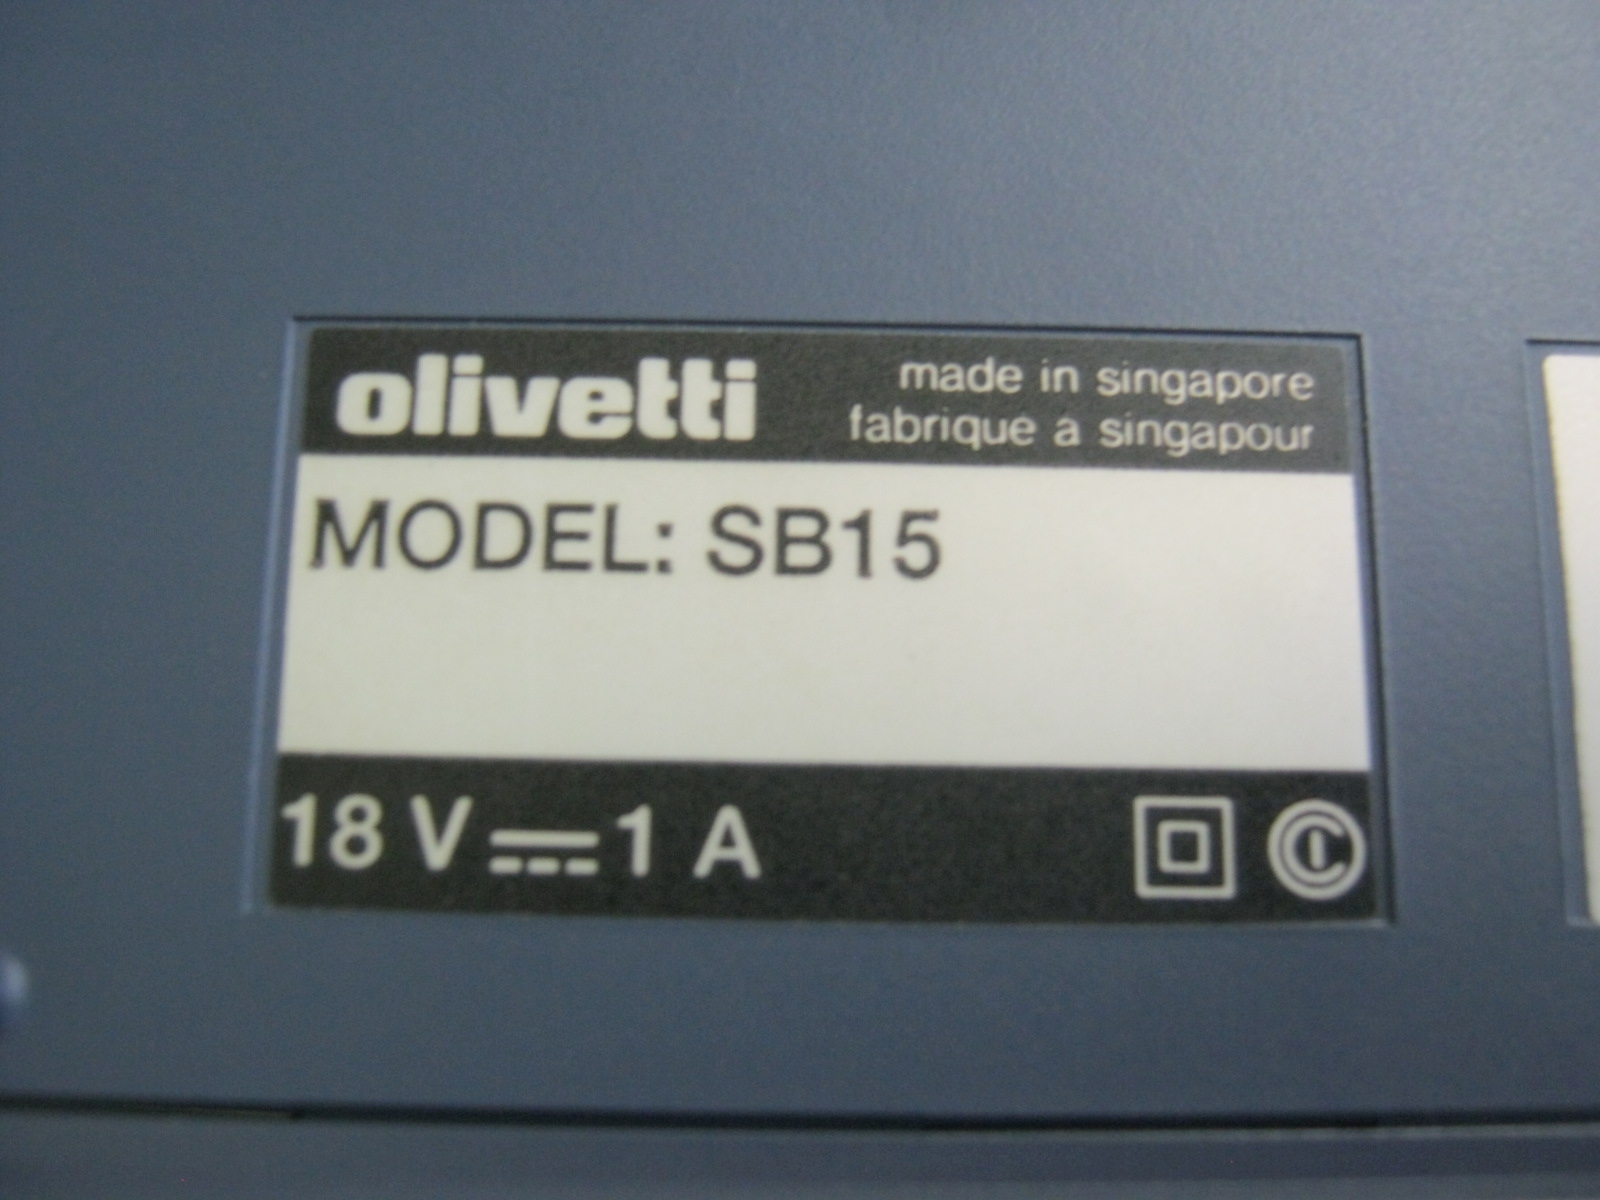 olivetti
made in singapore
fabrique a singapour
MODEL: SB15
18 V ⎓ 1 A